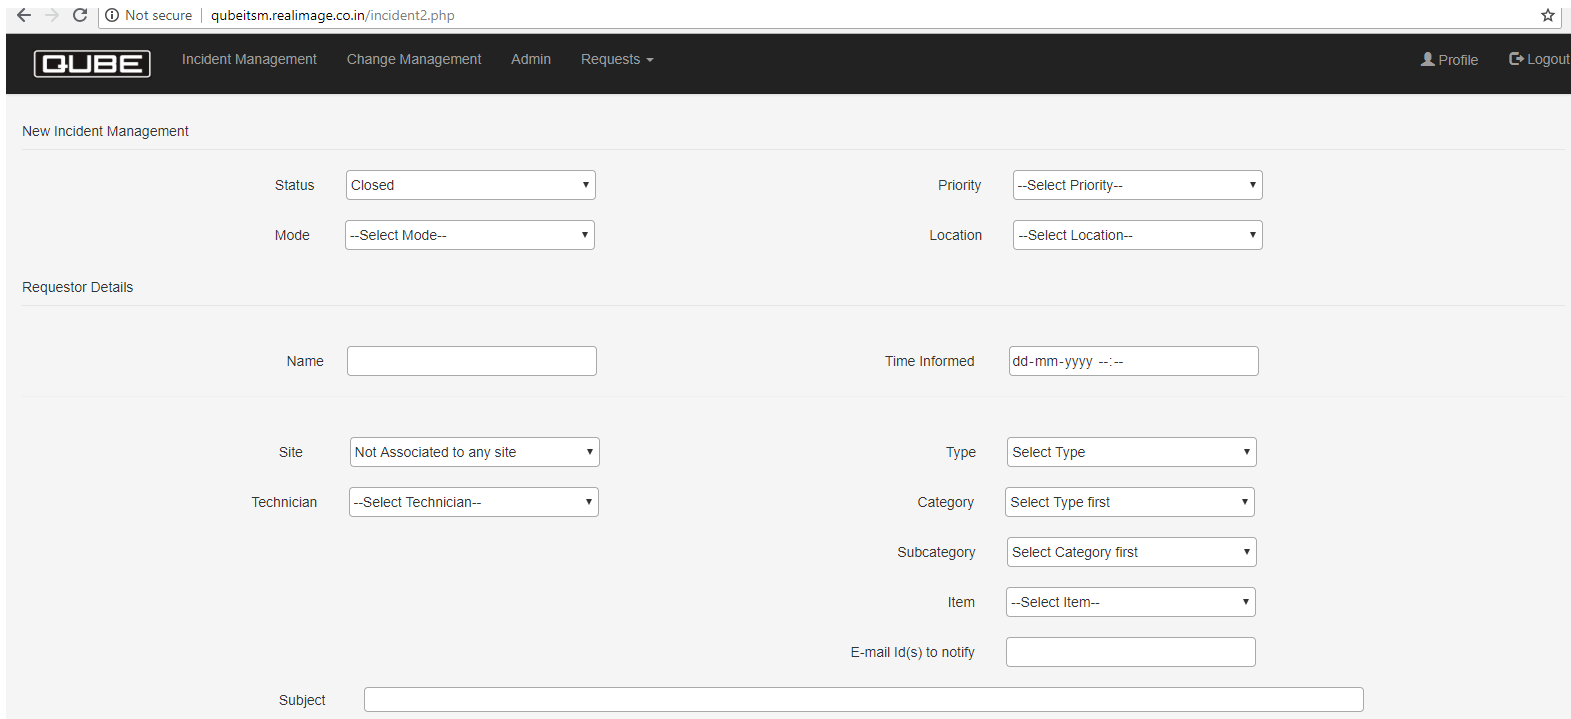 Not secure qubeitsm.realimage.co.in/incident2.php
QUBE Incident Management Change Management Admin Requests Profile Logout
New Incident Management
Status Closed Priority --Select Priority--
Mode --Select Mode-- Location --Select Location--
Requestor Details
Name Time Informed dd-mm-yyyy --:--
Site Not Associated to any site Type Select Type
Technician --Select Technician-- Category Select Type first
Subcategory Select Category first
Item --Select Item--
E-mail Id(s) to notify
Subject